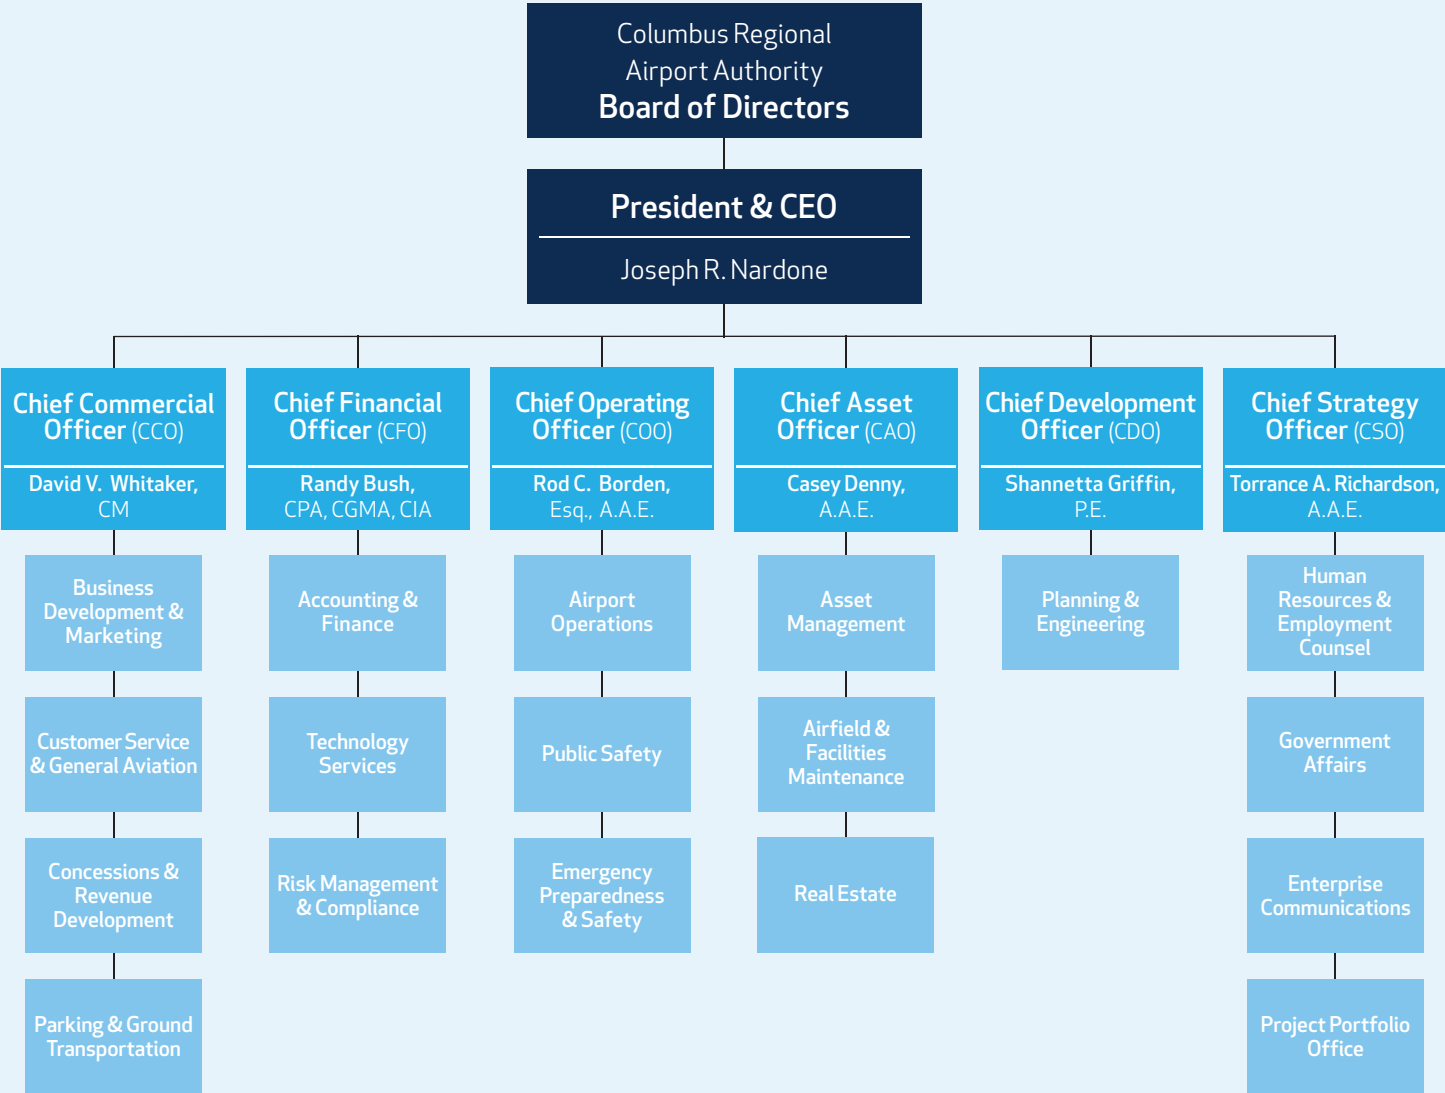 Columbus Regional
Airport Authority
Board of Directors
President & CEO
Joseph R. Nardone
Chief Commercial
Officer (CCO)
David V. Whitaker,
CM
Business
Development &
Marketing
Customer Service
& General Aviation
Concessions &
Revenue
Development
Parking & Ground
Transportation
Chief Financial
Officer (CFO)
Randy Bush,
CPA, CGMA, CIA
Accounting &
Finance
Technology
Services
Risk Management
& Compliance
Chief Operating
Officer (COO)
Rod C. Borden,
Esq., A.A.E.
Airport
Operations
Public Safety
Emergency
Preparedness
& Safety
Chief Asset
Officer (CAO)
Casey Denny,
A.A.E.
Asset
Management
Airfield &
Facilities
Maintenance
Real Estate
Chief Development
Officer (CDO)
Shannetta Griffin,
P.E.
Planning &
Engineering
Chief Strategy
Officer (CSO)
Torrance A. Richardson,
A.A.E.
Human
Resources &
Employment
Counsel
Government
Affairs
Enterprise
Communications
Project Portfolio
Office